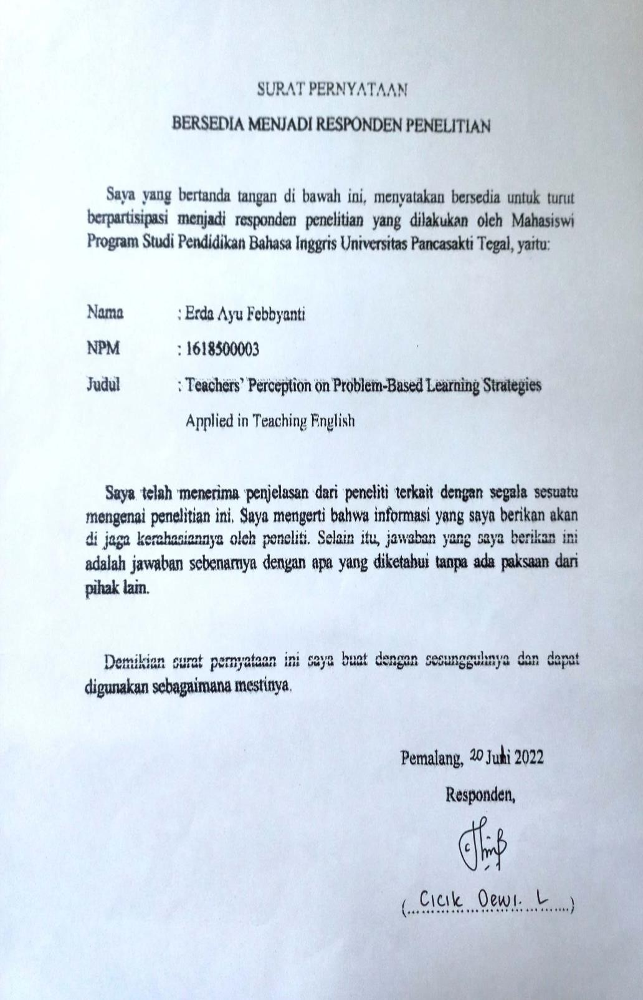 SURAT PERNYATAAN
BERSEDIA MENJADI RESPONDEN PENELITIAN
Saya yang bertanda tangan di bawah ini, menyatakan bersedia untuk turut
berpartisipasi menjadi responden penelitian yang dilakukan oleh Mahasiswi
Program Studi Pendidikan Bahasa Inggris Universitas Pancasakti Tegal, yaitu:
Nama : Erda Ayu Febbyanti
NPM : 1618500003
Judul : Teachers' Perception on Problem-Based Learning Strategies
Applied in Teaching English
Saya telah menerima penjelasan dari peneliti terkait dengan segala sesuatu
mengenai penelitian ini. Saya mengerti bahwa informasi yang saya berikan akan
di jaga kerahasiannya oleh peneliti. Selain itu, jawaban yang saya berikan ini
adalah jawaban sebenarnya dengan apa yang diketahui tanpa ada paksaan dari
pihak lain.
Demikian surat pernyataan ini saya buat dengan sesungguhnya dan dapat
digunakan sebagaimana mestinya.
Pemalang, 20 2022
Responden,
(Cicik Dewi. L)